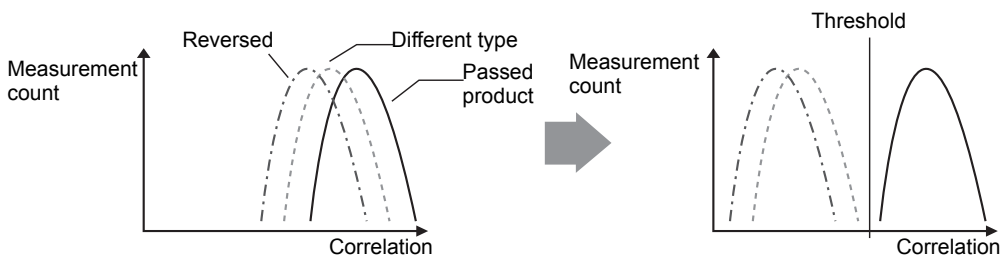 Reversed
Different type
Measurement
count
Passed
product
Correlation
Threshold
Measurement
count
Correlation